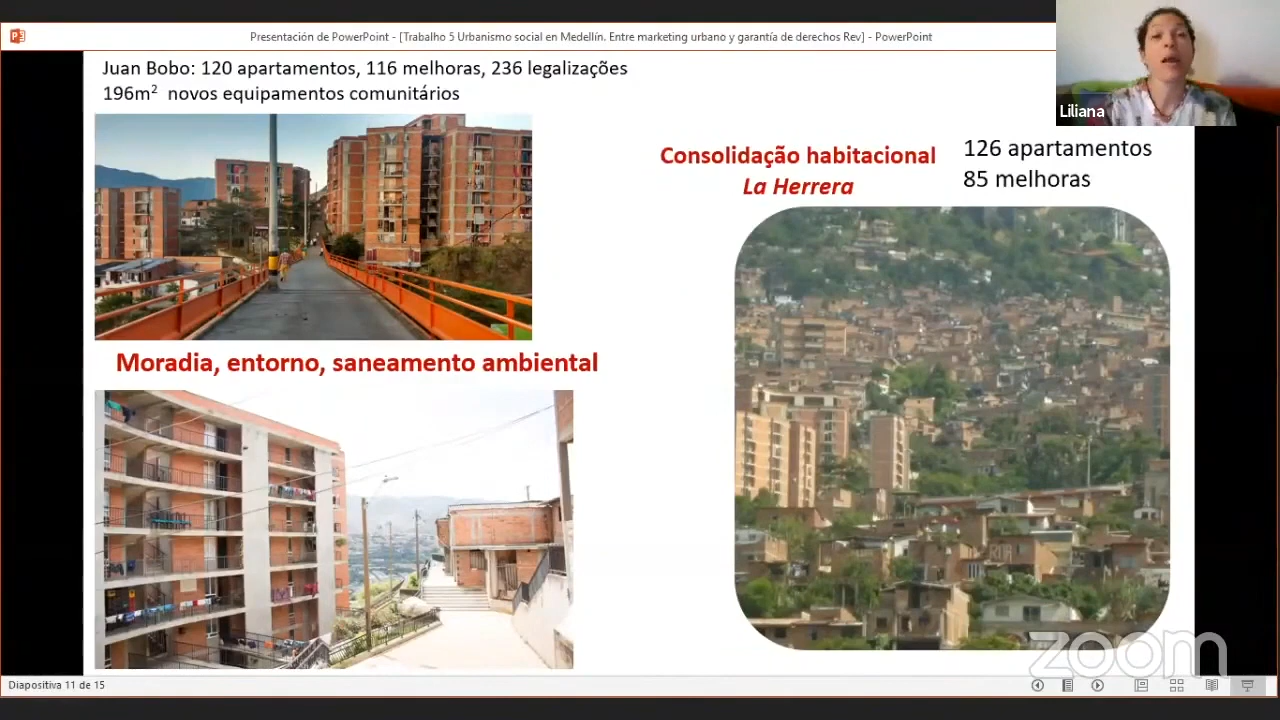 Presentación de PowerPoint - [Trabalho 5 Urbanismo social en Medellín. Entre marketing urbano y garantía de derechos Rev] - PowerPoint
Juan Bobo: 120 apartamentos, 116 melhoras, 236 legalizações
196m² novos equipamentos comunitários
Liliana
Consolidação habitacional
La Herrera
126 apartamentos
85 melhoras
Moradia, entorno, saneamento ambiental
zoom
Diapositiva 11 de 15